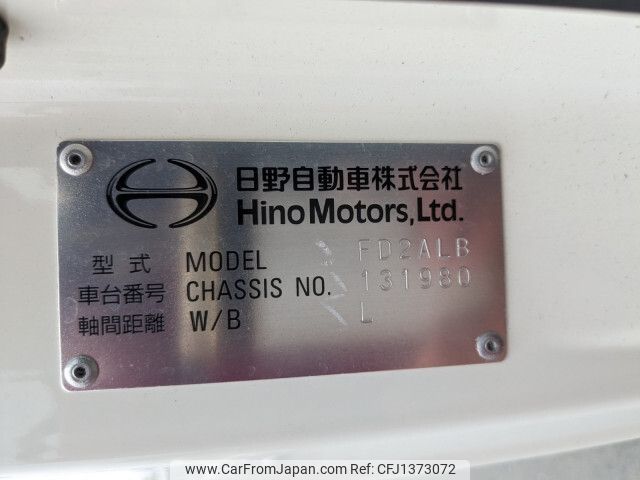 日野自動車株式会社
Hino Motors, Ltd.
型式 MODEL FD2ALB
車台番号 CHASSIS NO. 131980
軸間距離 W/B L
www.CarFromJapan.com - CFJ1373072